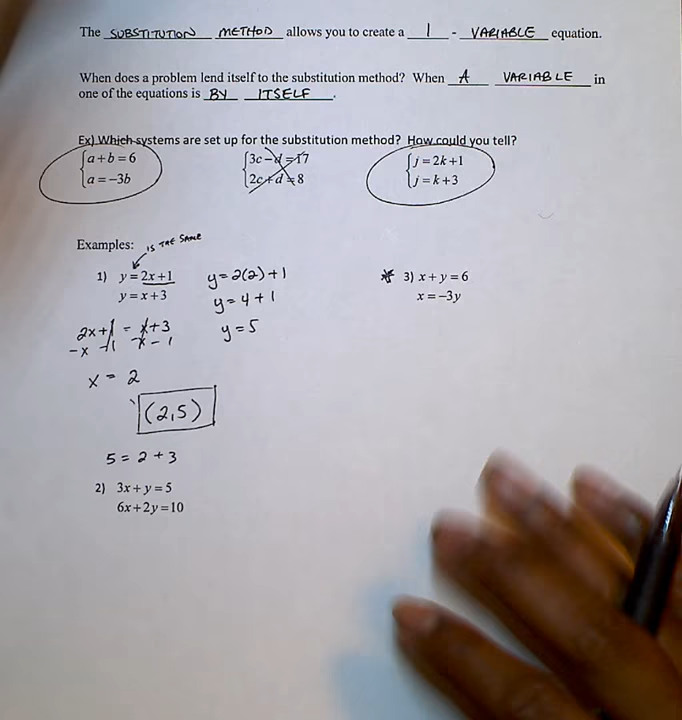 The SUBSTITUTION METHOD allows you to create a 1 - VARIABLE equation.
When does a problem lend itself to the substitution method? When A VARIABLE in
one of the equations is BY ITSELF.
Ex) Which systems are set up for the substitution method? How could you tell?
a+b=6 3c-d=17 j=2k+1
a=-3b 2c+d=8 j=k+3
Examples: IS THE SAME
1) y=2x+1 y=2(2)+1 * 3) x+y=6
y=x+3 y=4+1 x=-3y
2x+1 = x+3 y=5
-x -1 -x -1
x = 2
(2,5)
5 = 2+3
2) 3x+y=5
6x+2y=10